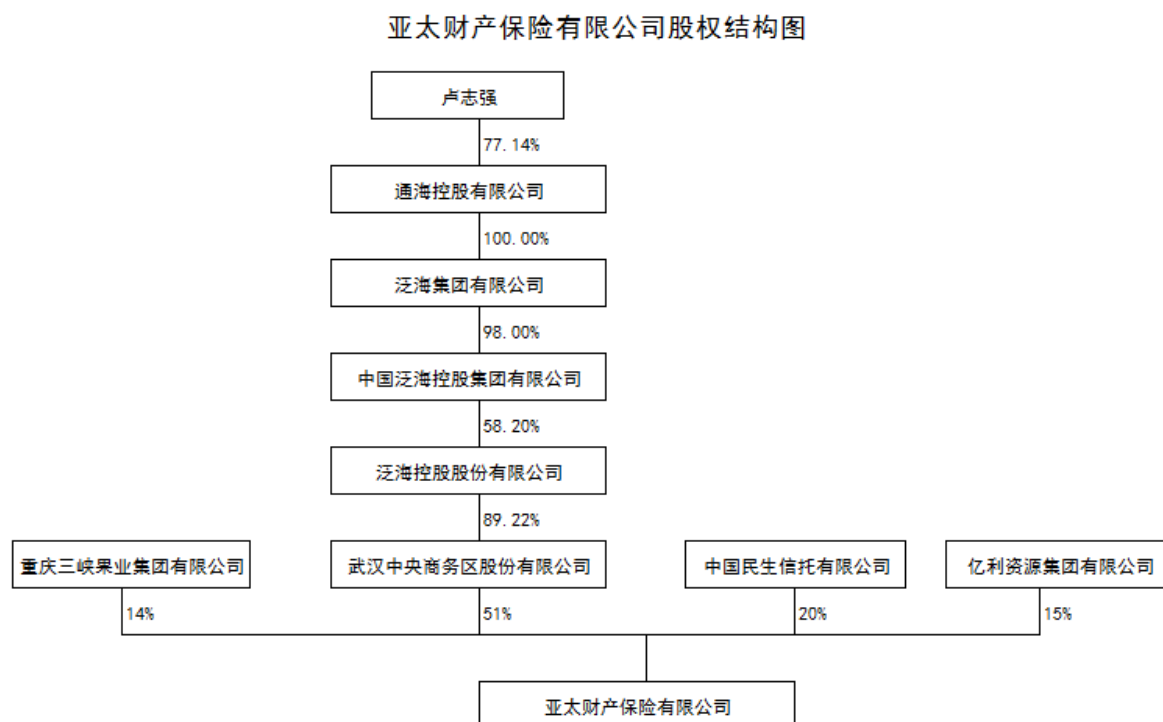 亚太财产保险有限公司股权结构图
卢志强
77.14%
通海控股有限公司
100.00%
泛海集团有限公司
98.00%
中国泛海控股集团有限公司
58.20%
泛海控股股份有限公司
89.22%
重庆三峡果业集团有限公司
武汉中央商务区股份有限公司
中国民生信托有限公司
亿利资源集团有限公司
14%
51%
20%
15%
亚太财产保险有限公司